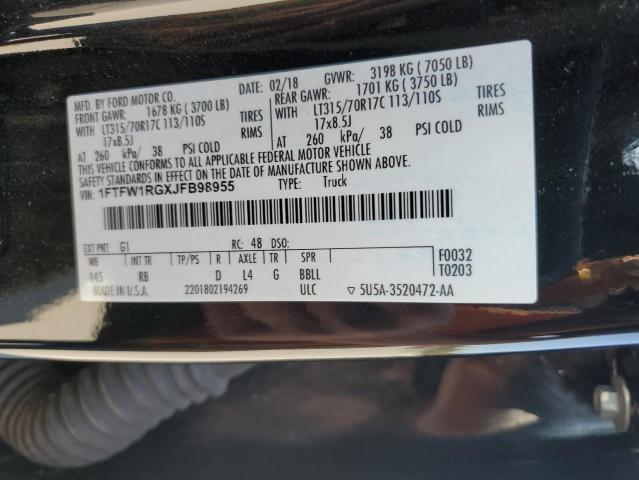 MFD. BY FORD MOTOR CO.
DATE: 02/18 GVWR: 3198 KG ( 7050 LB)
FRONT GAWR: 1678 KG ( 3700 LB) REAR GAWR: 1701 KG ( 3750 LB)
WITH LT315/70R17C 113/110S TIRES WITH LT315/70R17C 113/110S TIRES
17x8.5J RIMS 17x8.5J RIMS
AT 260 kPa/ 38 PSI COLD AT 260 kPa/ 38 PSI COLD
THIS VEHICLE CONFORMS TO ALL APPLICABLE FEDERAL MOTOR VEHICLE
SAFETY STANDARDS IN EFFECT ON THE DATE OF MANUFACTURE SHOWN ABOVE.
VIN: 1FTFW1RGXJFB98955 TYPE: Truck
EXT PNT: G1 RC: 48 DSO: F0032
WB INT TR TP/PS R AXLE TR SPR T0203
145 RB D L4 G BBLL
MADE IN U.S.A. 2201802194269 ULC ▽ 5U5A-3520472-AA